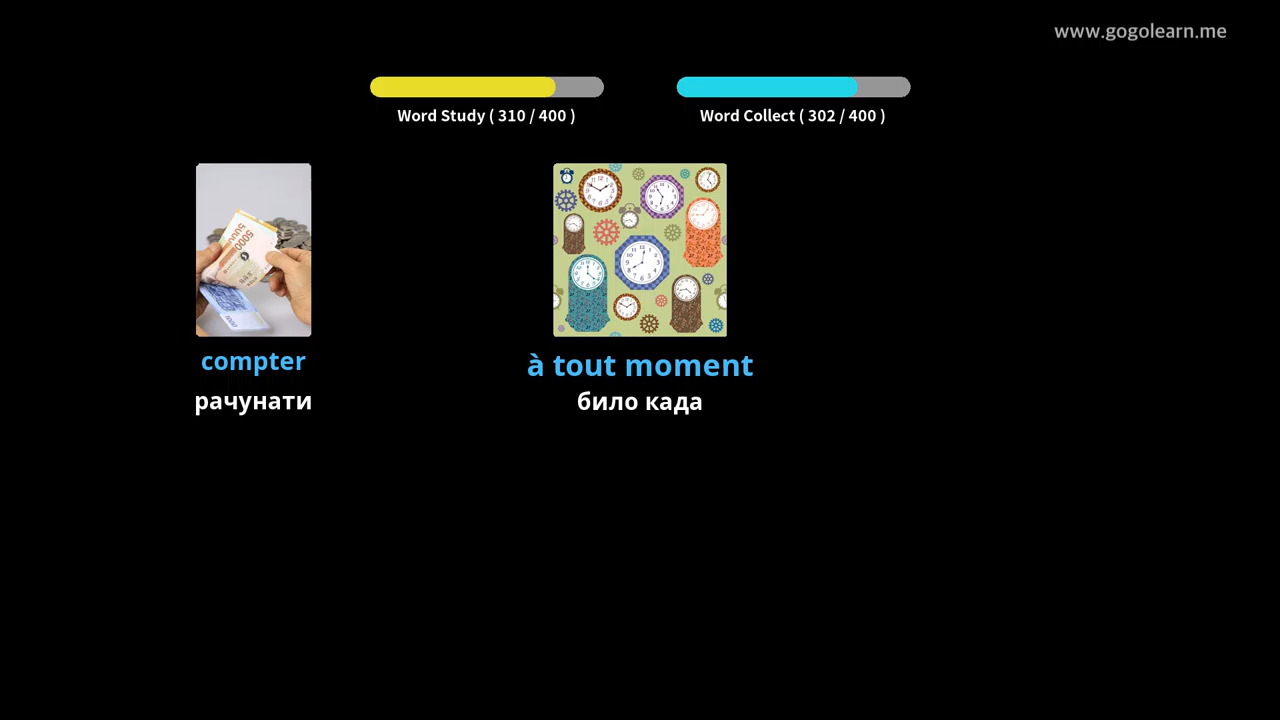 www.gogolearn.me
Word Study ( 310 / 400 )
Word Collect ( 302 / 400 )
compter
рачунати
à tout moment
било када